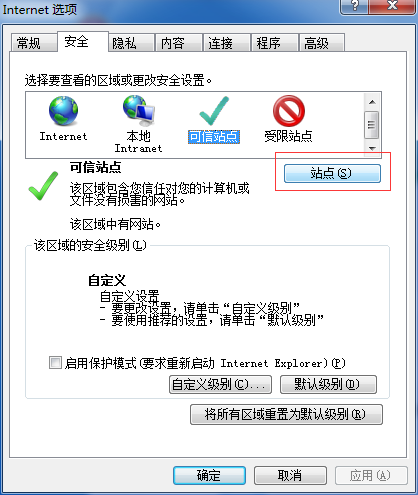 Internet 选项
常规 安全 隐私 内容 连接 程序 高级
选择要查看的区域或更改安全设置。
Internet 本地 Intranet 可信站点 受限站点
可信站点
站点(S)
该区域包含您信任对您的计算机或
文件没有损害的网站。
该区域中有网站。
该区域的安全级别(L)
自定义
自定义设置
- 要更改设置，请单击“自定义级别”
- 要使用推荐的设置，请单击“默认级别”
启用保护模式(要求重新启动 Internet Explorer)(P)
自定义级别(C)... 默认级别(D)
将所有区域重置为默认级别(R)
确定 取消 应用(A)